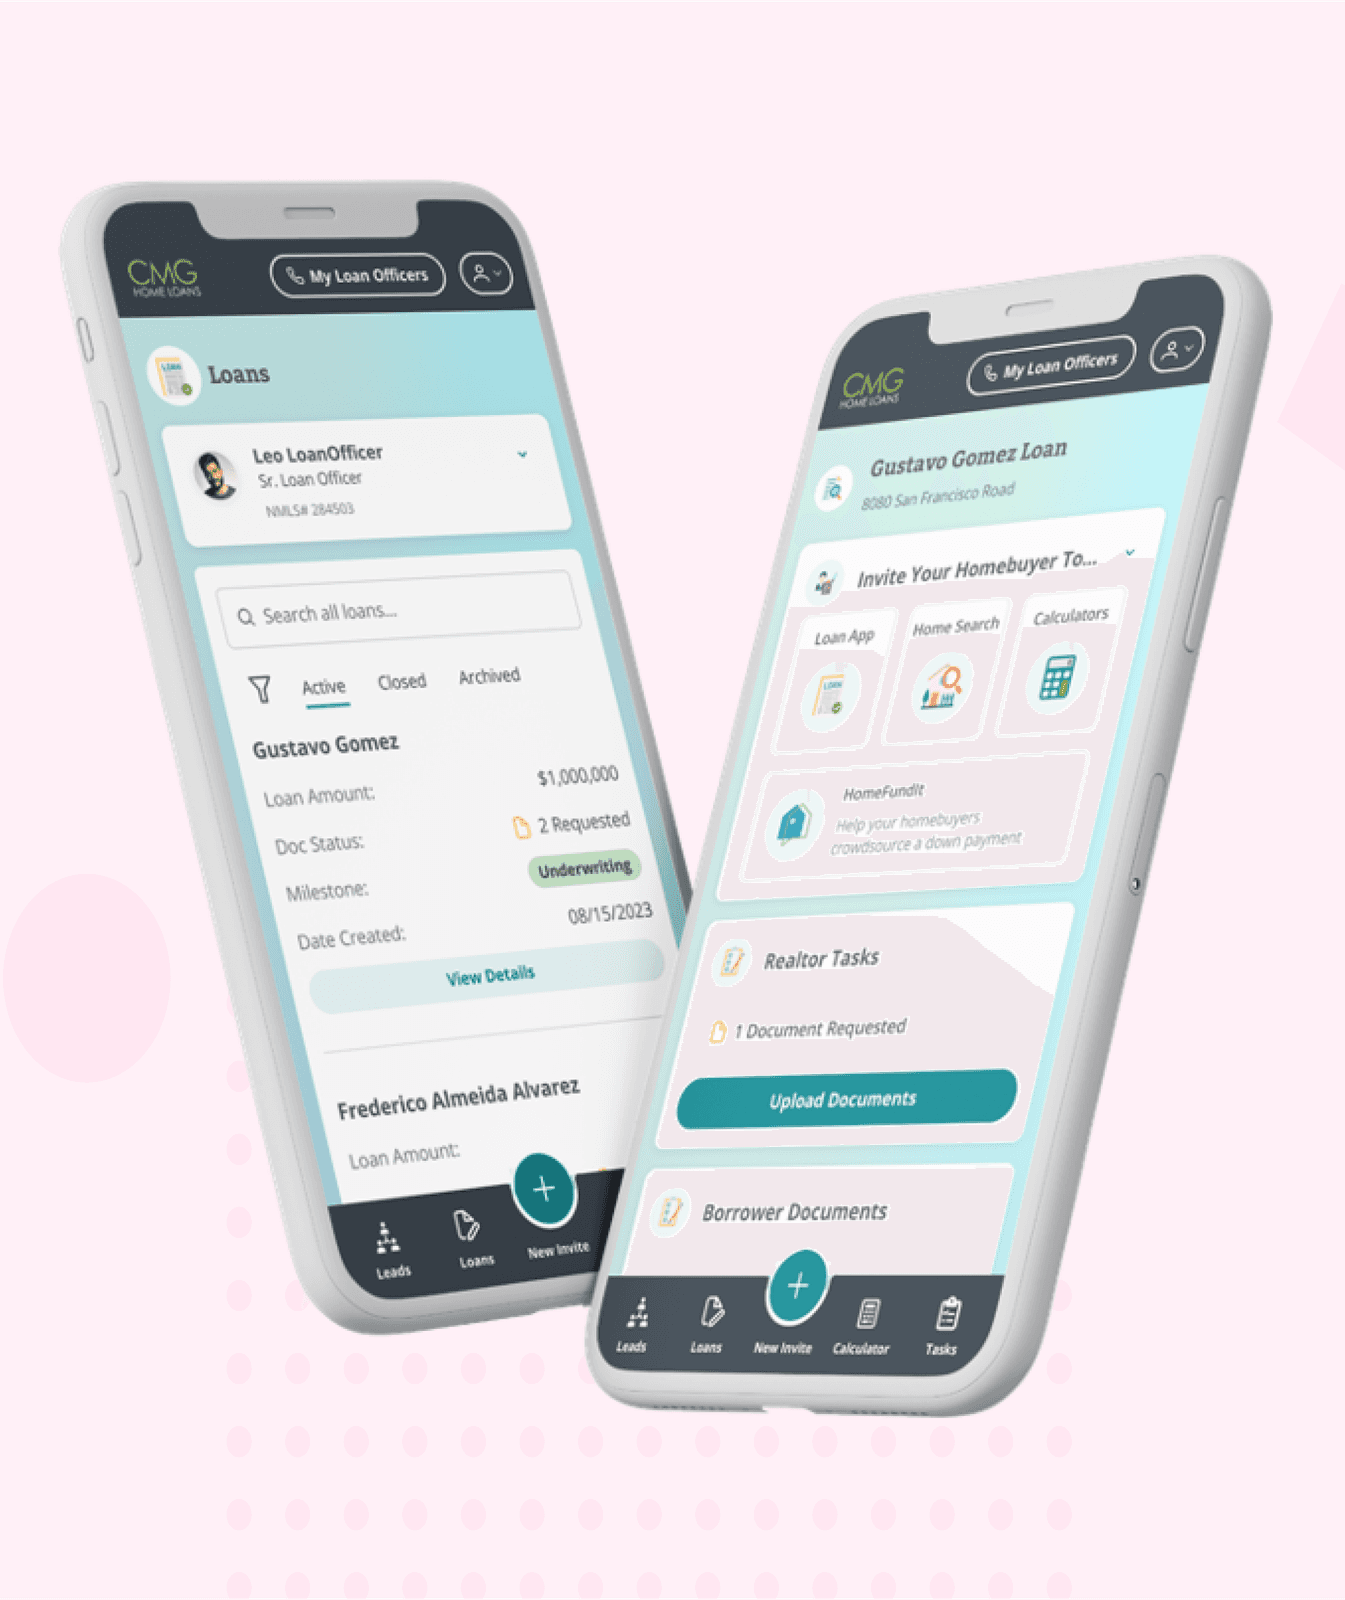 CMG
HOME LOANS
My Loan Officers
LOAN
Loans
Leo LoanOfficer
Sr. Loan Officer
NMLS# 284503
Search all loans....
Active Closed Archived
Gustavo Gomez
Loan Amount: $1,000,000
Doc Status: 2 Requested
Milestone: Underwriting
Date Created: 08/15/2023
View Details
Frederico Almeida Alvarez
Loan Amount:
Leads Loans New Invite
CMG
HOME LOANS
My Loan Officers
Gustavo Gomez Loan
8080 San Francisco Road
Invite Your Homebuyer To...
Loan App Home Search Calculators
LOAN
HomeFundIt
Help your homebuyers
crowdsource a down payment
Realtor Tasks
1 Document Requested
Upload Documents
Borrower Documents
Leads Loans New Invite Calculator Tasks